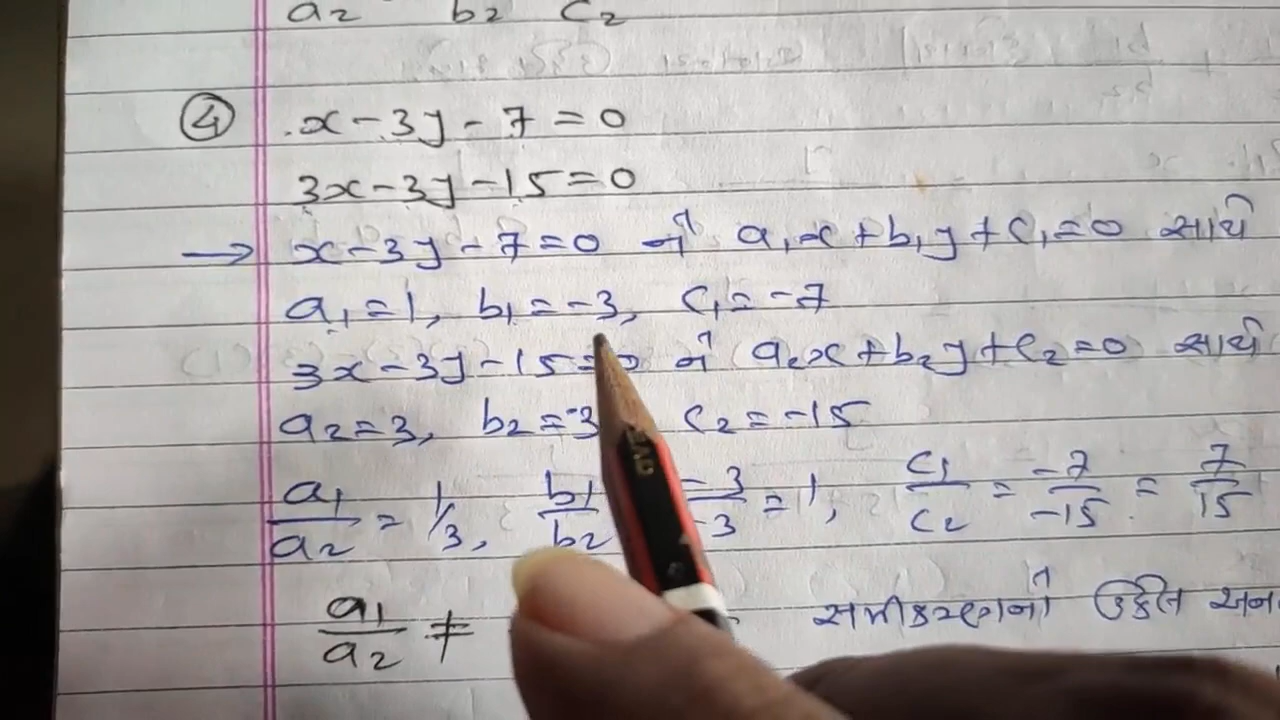 a2 b2 c2
④ x - 3y - 7 = 0
3x - 3y - 15 = 0
→ x - 3y - 7 = 0 ને a1x + b1y + c1 = 0 સાથે
a1 = 1, b1 = -3, c1 = -7
3x - 3y - 15 = 0 ને a2x + b2y + c2 = 0 સાથે
a2 = 3, b2 = -3 c2 = -15
a1/a2 = 1/3, b1/b2 -3/-3 = 1, c1/c2 = -7/-15 = 7/15
a1/a2 ≠ સમીકરણનો ઉકેલ